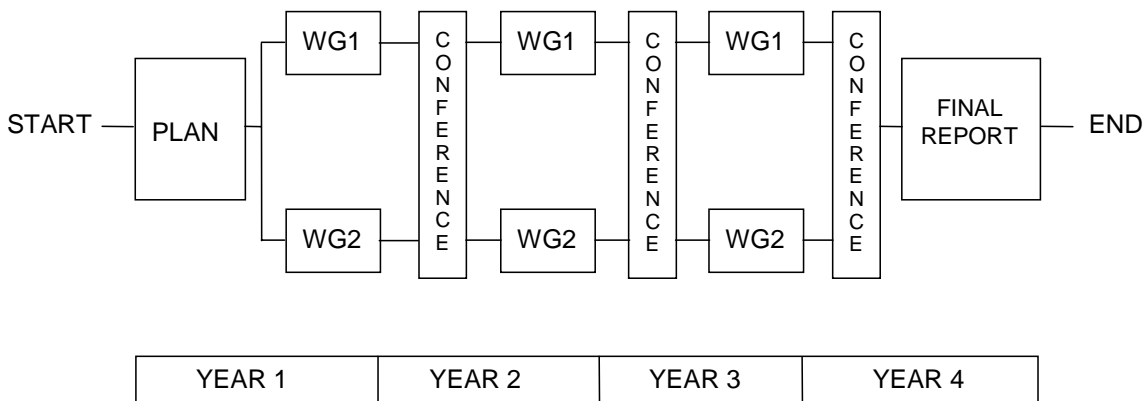 START
PLAN
WG1
WG2
CONFERENCE
WG1
WG2
CONFERENCE
WG1
WG2
CONFERENCE
FINAL
REPORT
END
YEAR 1
YEAR 2
YEAR 3
YEAR 4